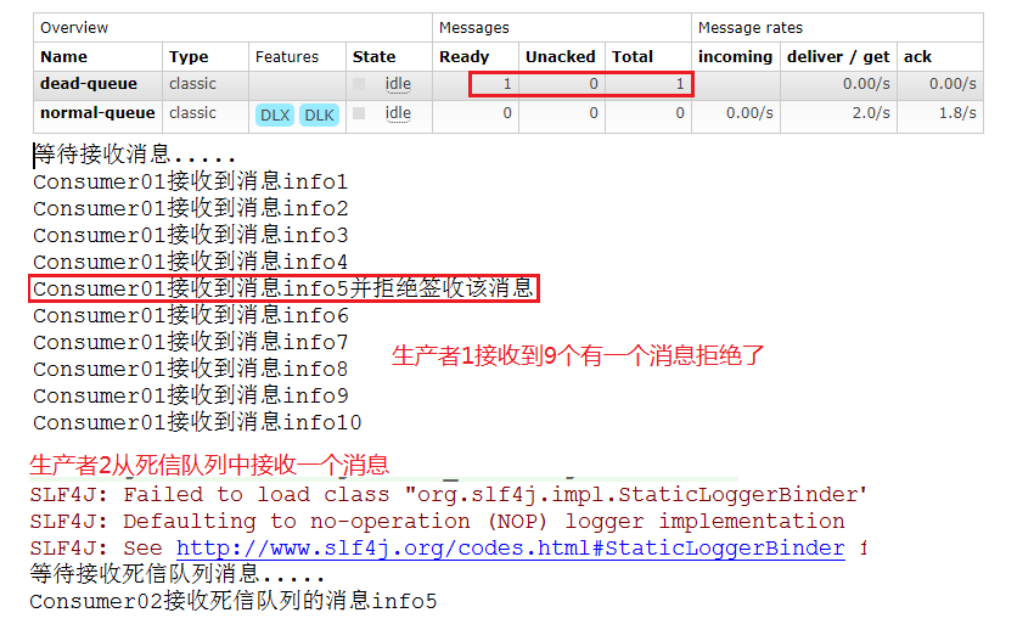 Overview Messages Message rates
Name Type Features State Ready Unacked Total incoming deliver / get ack
dead-queue classic idle 1 0 1 0.00/s 0.00/s
normal-queue classic DLX DLK idle 0 0 0 0.00/s 2.0/s 1.8/s
等待接收消息.....
Consumer01接收到消息info1
Consumer01接收到消息info2
Consumer01接收到消息info3
Consumer01接收到消息info4
Consumer01接收到消息info5并拒绝签收该消息
Consumer01接收到消息info6
Consumer01接收到消息info7
生产者1接收到9个有一个消息拒绝了
Consumer01接收到消息info8
Consumer01接收到消息info9
Consumer01接收到消息info10
生产者2从死信队列中接收一个消息
SLF4J: Failed to load class "org.slf4j.impl.StaticLoggerBinder'
SLF4J: Defaulting to no-operation (NOP) logger implementation
SLF4J: See http://www.slf4j.org/codes.html#StaticLoggerBinder f
等待接收死信队列消息.....
Consumer02接收死信队列的消息info5